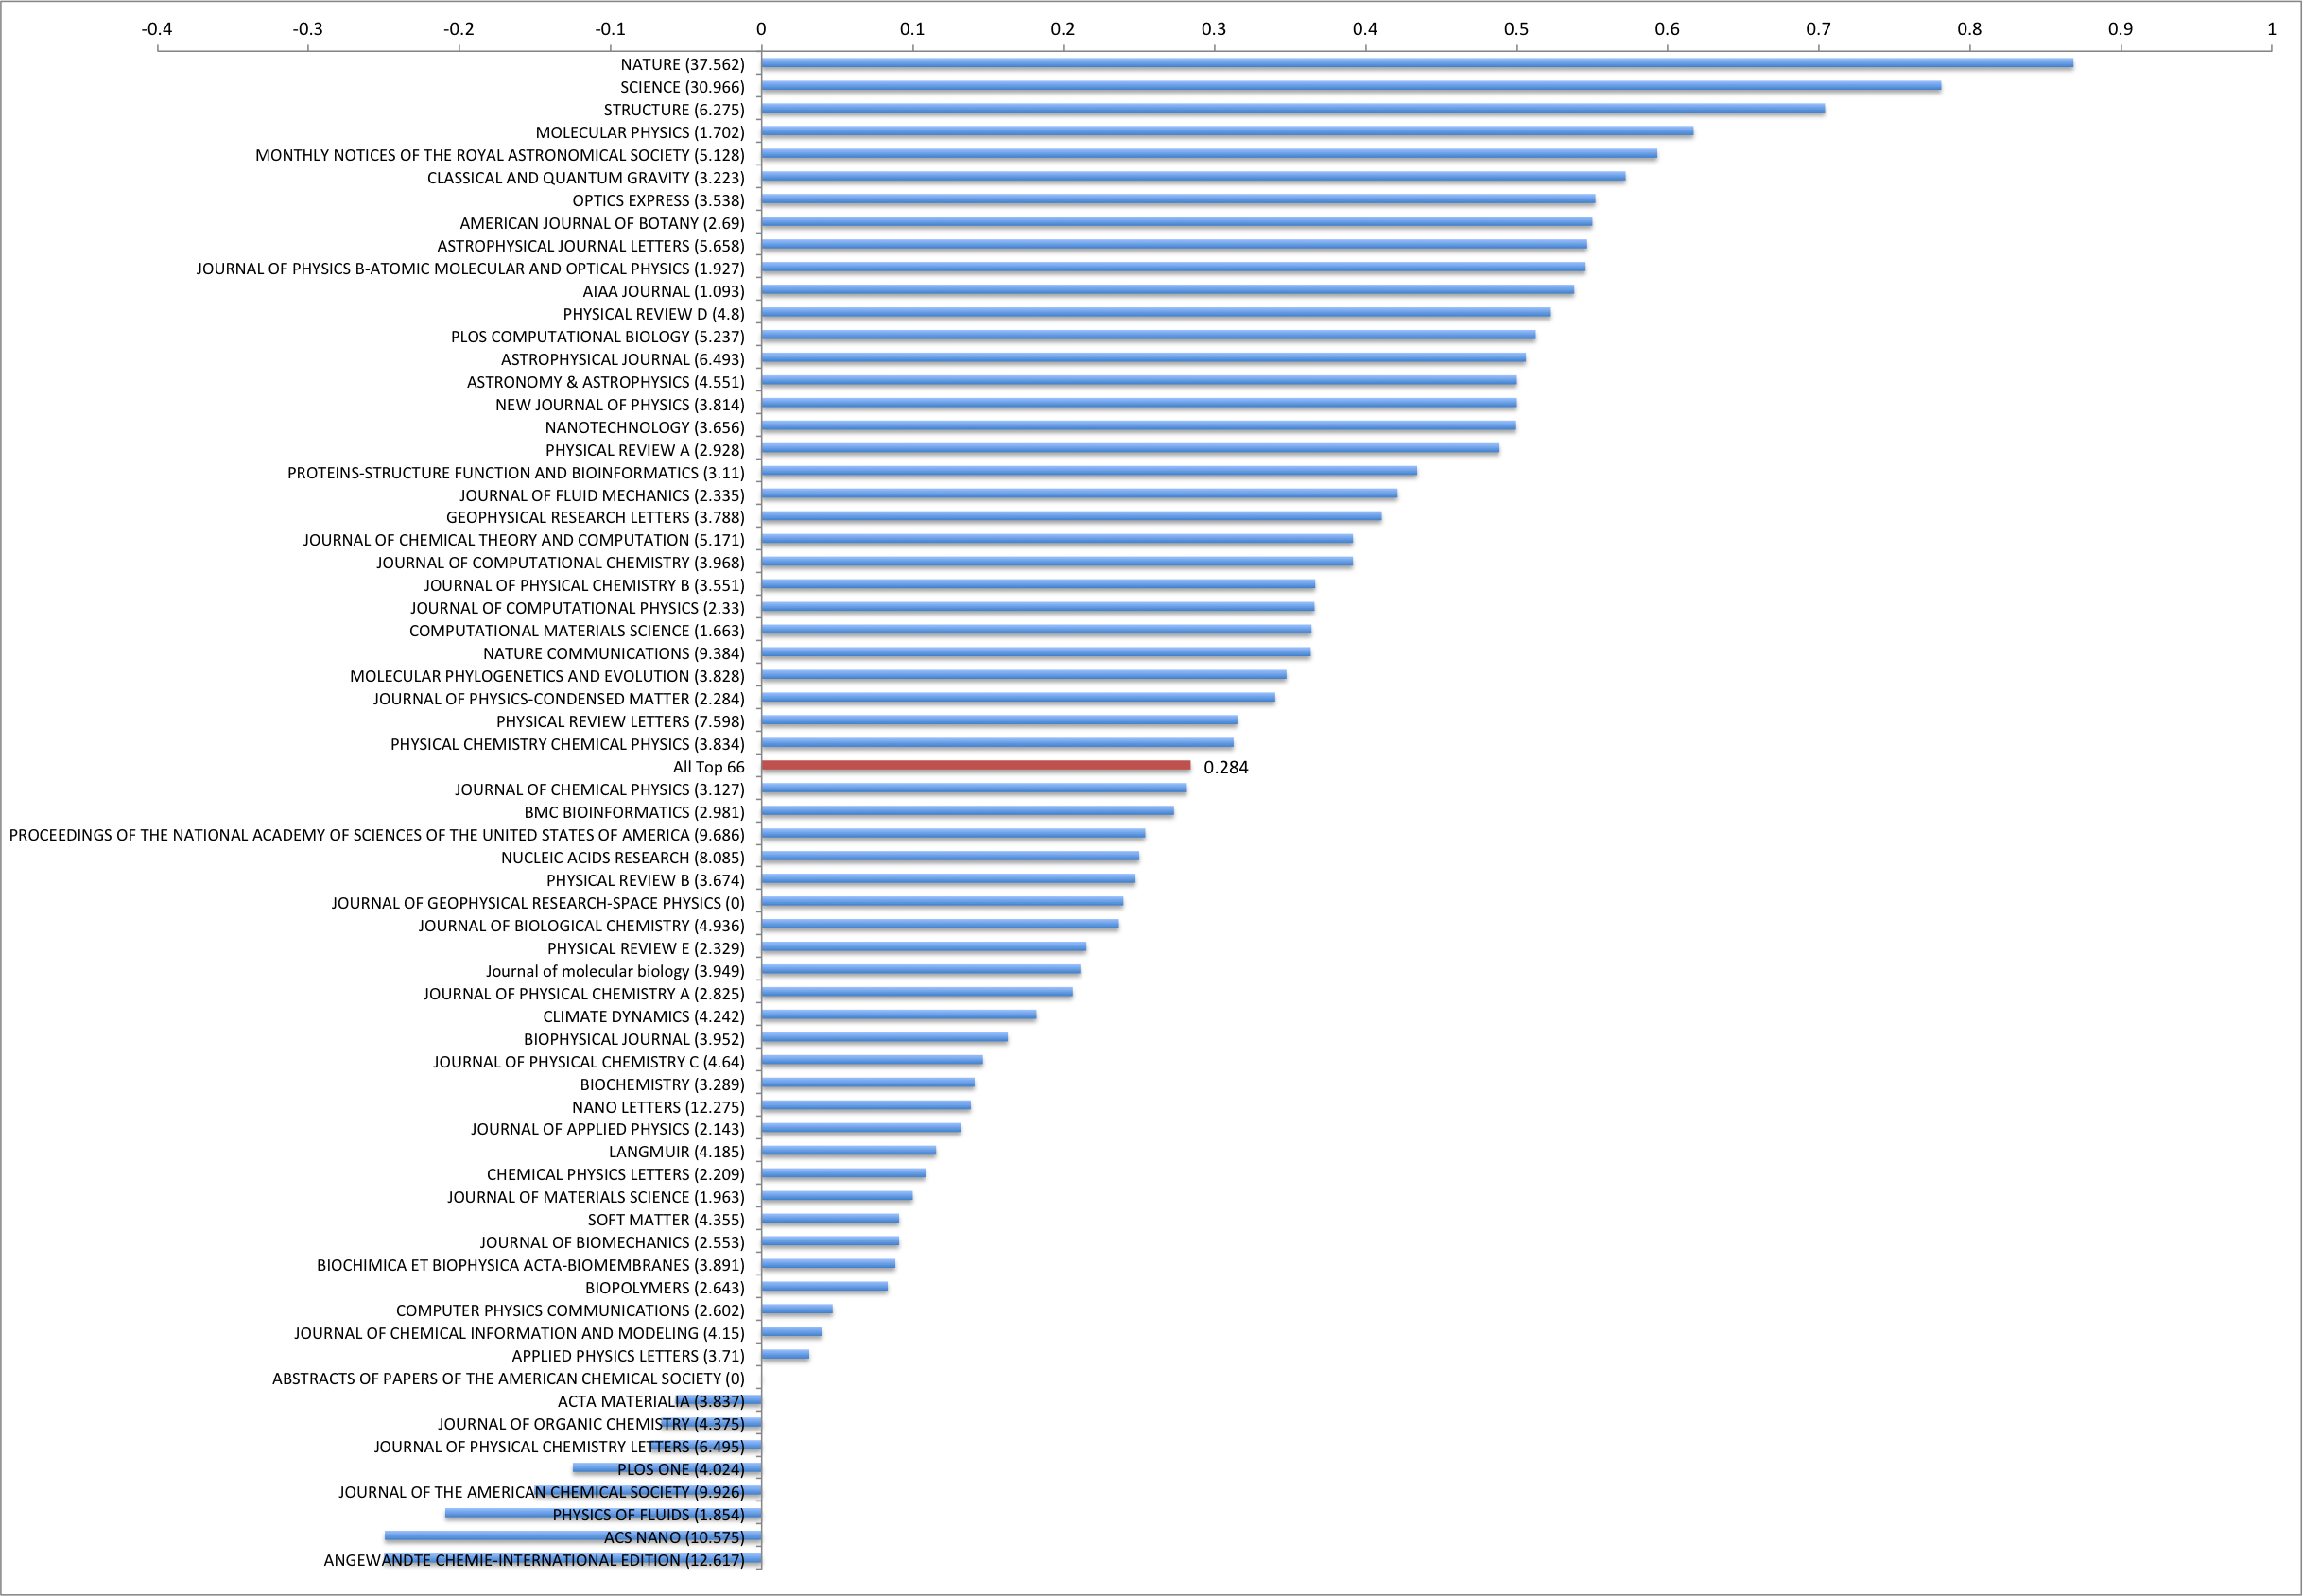 -0.4 -0.3 -0.2 -0.1 0 0.1 0.2 0.3 0.4 0.5 0.6 0.7 0.8 0.9 1
NATURE (37.562)
SCIENCE (30.966)
STRUCTURE (6.275)
MOLECULAR PHYSICS (1.702)
MONTHLY NOTICES OF THE ROYAL ASTRONOMICAL SOCIETY (5.128)
CLASSICAL AND QUANTUM GRAVITY (3.223)
OPTICS EXPRESS (3.538)
AMERICAN JOURNAL OF BOTANY (2.69)
ASTROPHYSICAL JOURNAL LETTERS (5.658)
JOURNAL OF PHYSICS B-ATOMIC MOLECULAR AND OPTICAL PHYSICS (1.927)
AIAA JOURNAL (1.093)
PHYSICAL REVIEW D (4.8)
PLOS COMPUTATIONAL BIOLOGY (5.237)
ASTROPHYSICAL JOURNAL (6.493)
ASTRONOMY & ASTROPHYSICS (4.551)
NEW JOURNAL OF PHYSICS (3.814)
NANOTECHNOLOGY (3.656)
PHYSICAL REVIEW A (2.928)
PROTEINS-STRUCTURE FUNCTION AND BIOINFORMATICS (3.11)
JOURNAL OF FLUID MECHANICS (2.335)
GEOPHYSICAL RESEARCH LETTERS (3.788)
JOURNAL OF CHEMICAL THEORY AND COMPUTATION (5.171)
JOURNAL OF COMPUTATIONAL CHEMISTRY (3.968)
JOURNAL OF PHYSICAL CHEMISTRY B (3.551)
JOURNAL OF COMPUTATIONAL PHYSICS (2.33)
COMPUTATIONAL MATERIALS SCIENCE (1.663)
NATURE COMMUNICATIONS (9.384)
MOLECULAR PHYLOGENETICS AND EVOLUTION (3.828)
JOURNAL OF PHYSICS-CONDENSED MATTER (2.284)
PHYSICAL REVIEW LETTERS (7.598)
PHYSICAL CHEMISTRY CHEMICAL PHYSICS (3.834)
All Top 66 0.284
JOURNAL OF CHEMICAL PHYSICS (3.127)
BMC BIOINFORMATICS (2.981)
PROCEEDINGS OF THE NATIONAL ACADEMY OF SCIENCES OF THE UNITED STATES OF AMERICA (9.686)
NUCLEIC ACIDS RESEARCH (8.085)
PHYSICAL REVIEW B (3.674)
JOURNAL OF GEOPHYSICAL RESEARCH-SPACE PHYSICS (0)
JOURNAL OF BIOLOGICAL CHEMISTRY (4.936)
PHYSICAL REVIEW E (2.329)
Journal of molecular biology (3.949)
JOURNAL OF PHYSICAL CHEMISTRY A (2.825)
CLIMATE DYNAMICS (4.242)
BIOPHYSICAL JOURNAL (3.952)
JOURNAL OF PHYSICAL CHEMISTRY C (4.64)
BIOCHEMISTRY (3.289)
NANO LETTERS (12.275)
JOURNAL OF APPLIED PHYSICS (2.143)
LANGMUIR (4.185)
CHEMICAL PHYSICS LETTERS (2.209)
JOURNAL OF MATERIALS SCIENCE (1.963)
SOFT MATTER (4.355)
JOURNAL OF BIOMECHANICS (2.553)
BIOCHIMICA ET BIOPHYSICA ACTA-BIOMEMBRANES (3.891)
BIOPOLYMERS (2.643)
COMPUTER PHYSICS COMMUNICATIONS (2.602)
JOURNAL OF CHEMICAL INFORMATION AND MODELING (4.15)
APPLIED PHYSICS LETTERS (3.71)
ABSTRACTS OF PAPERS OF THE AMERICAN CHEMICAL SOCIETY (0)
ACTA MATERIALIA (3.837)
JOURNAL OF ORGANIC CHEMISTRY (4.375)
JOURNAL OF PHYSICAL CHEMISTRY LETTERS (6.495)
PLOS ONE (4.024)
JOURNAL OF THE AMERICAN CHEMICAL SOCIETY (9.926)
PHYSICS OF FLUIDS (1.854)
ACS NANO (10.575)
ANGEWANDTE CHEMIE-INTERNATIONAL EDITION (12.617)